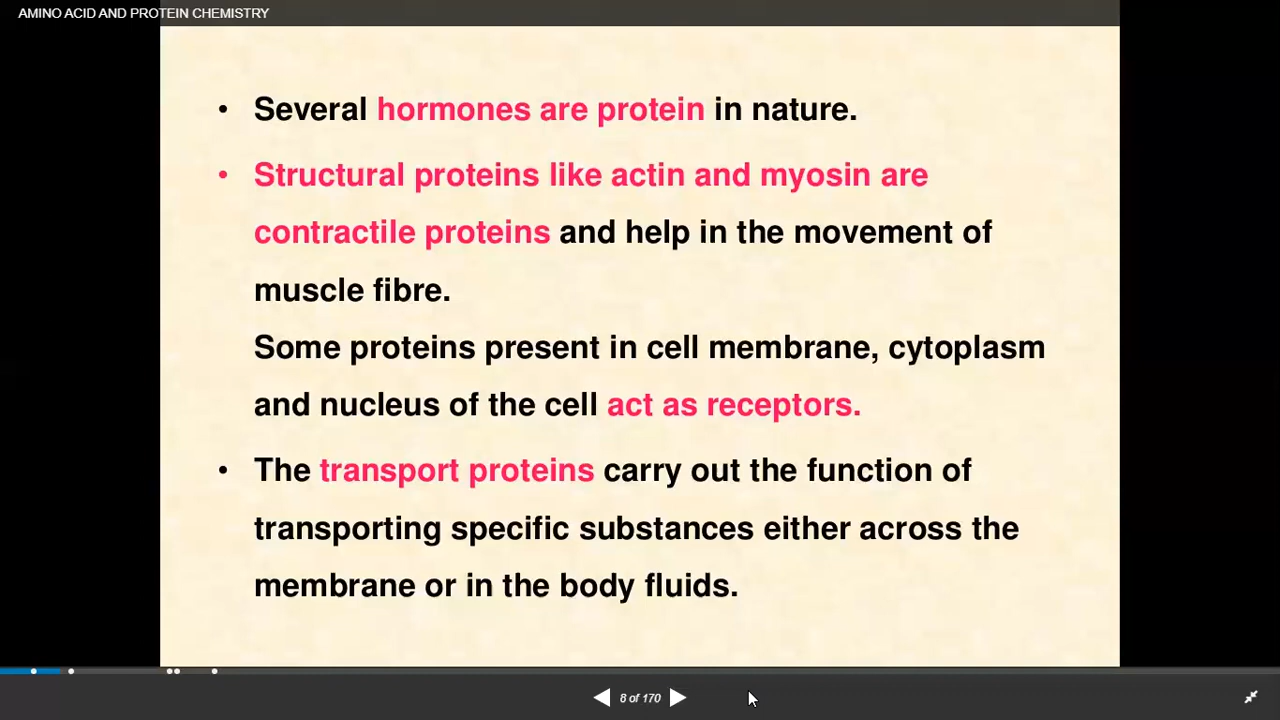 AMINO ACID AND PROTEIN CHEMISTRY
• Several hormones are protein in nature.
• Structural proteins like actin and myosin are
contractile proteins and help in the movement of
muscle fibre.
Some proteins present in cell membrane, cytoplasm
and nucleus of the cell act as receptors.
• The transport proteins carry out the function of
transporting specific substances either across the
membrane or in the body fluids.
8 of 170